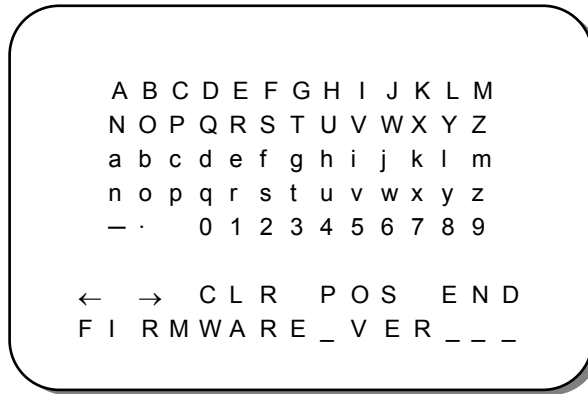 A B C D E F G H I J K L M
N O P Q R S T U V W X Y Z
a b c d e f g h i j k l m
n o p q r s t u v w x y z
— · 0 1 2 3 4 5 6 7 8 9
← → C L R P O S E N D
F I R M W A R E _ V E R _ _ _